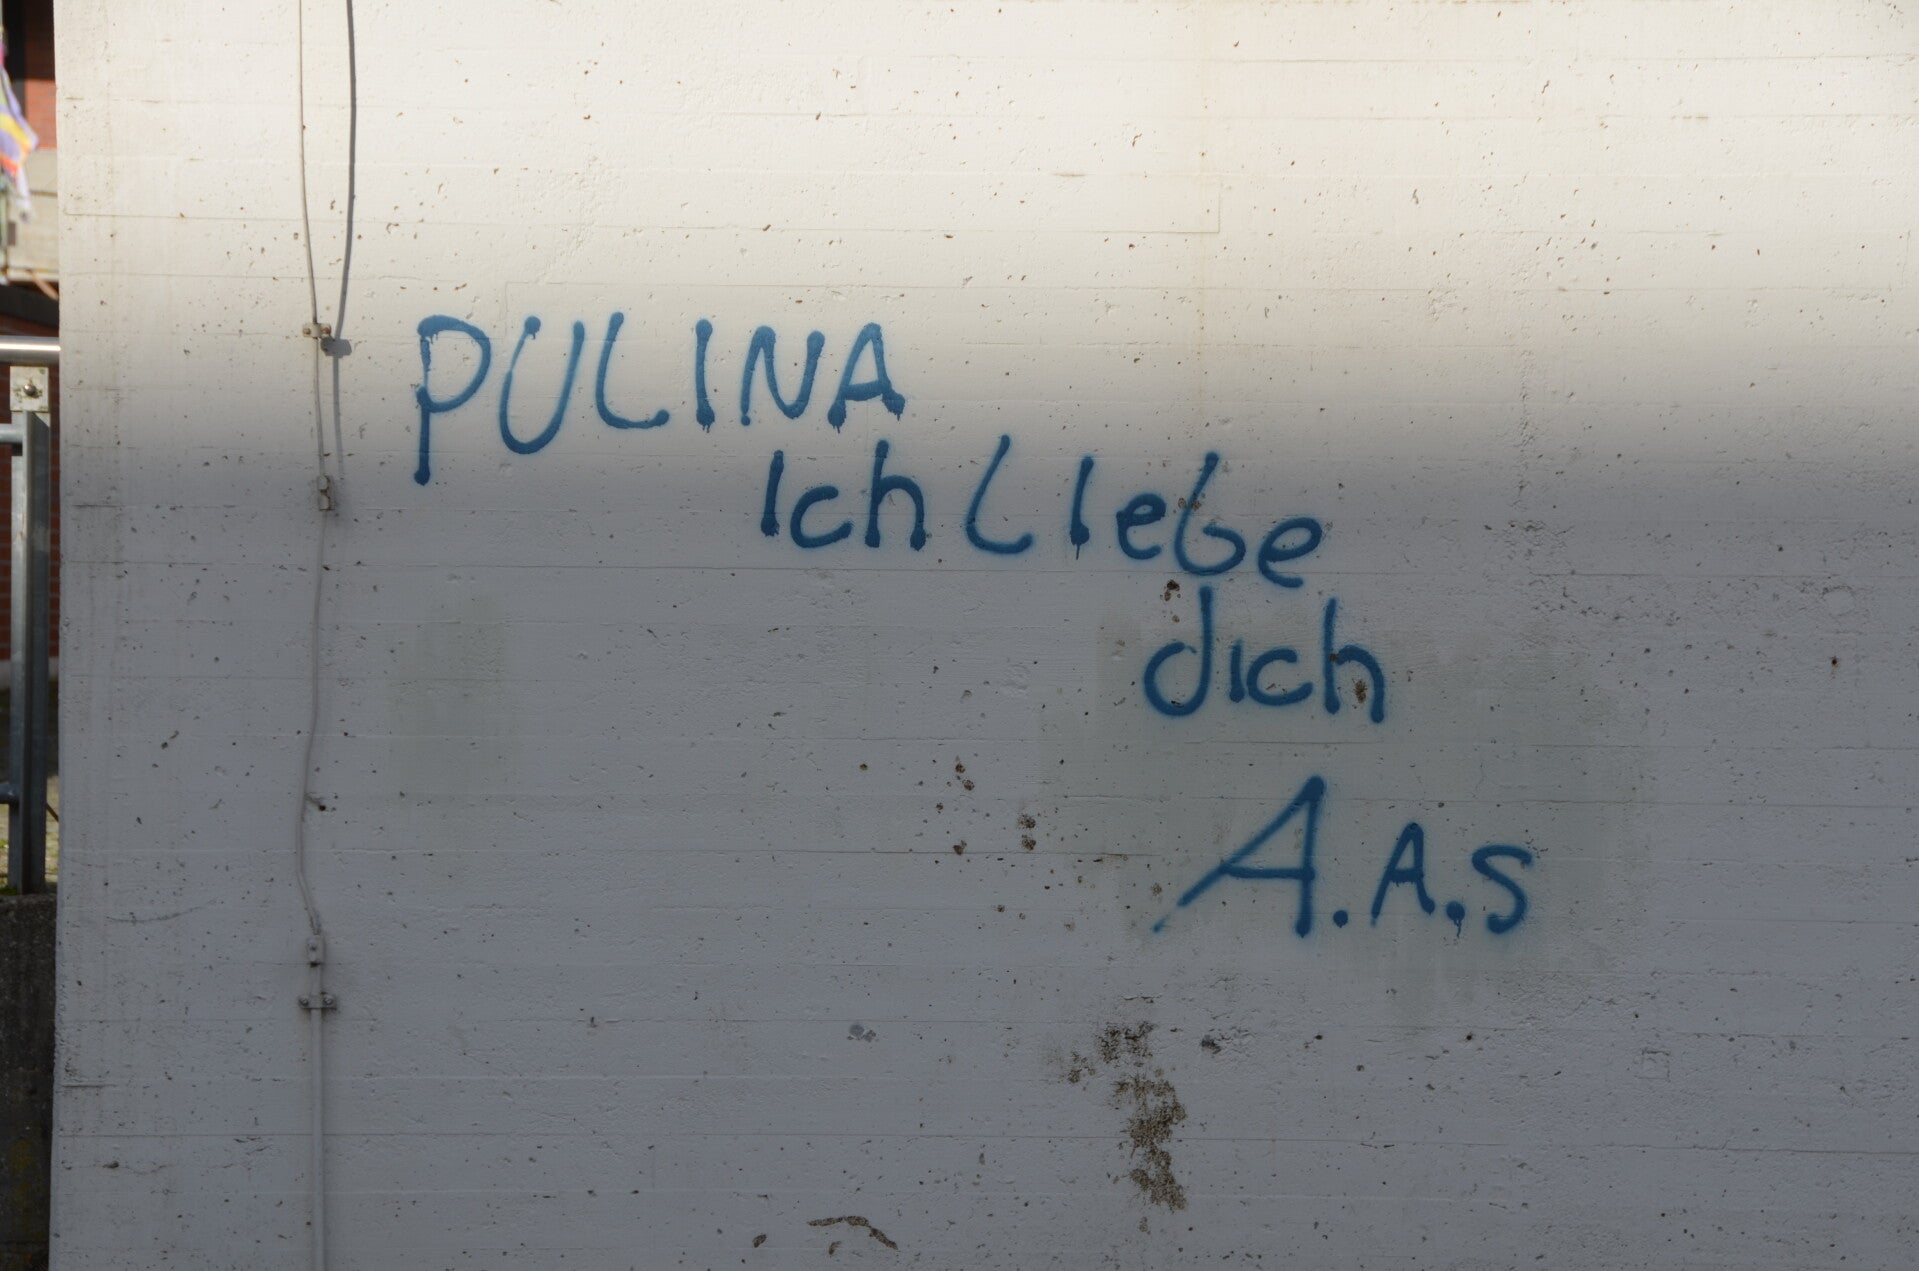 PULINA
Ich Liebe
dich
A.A.S